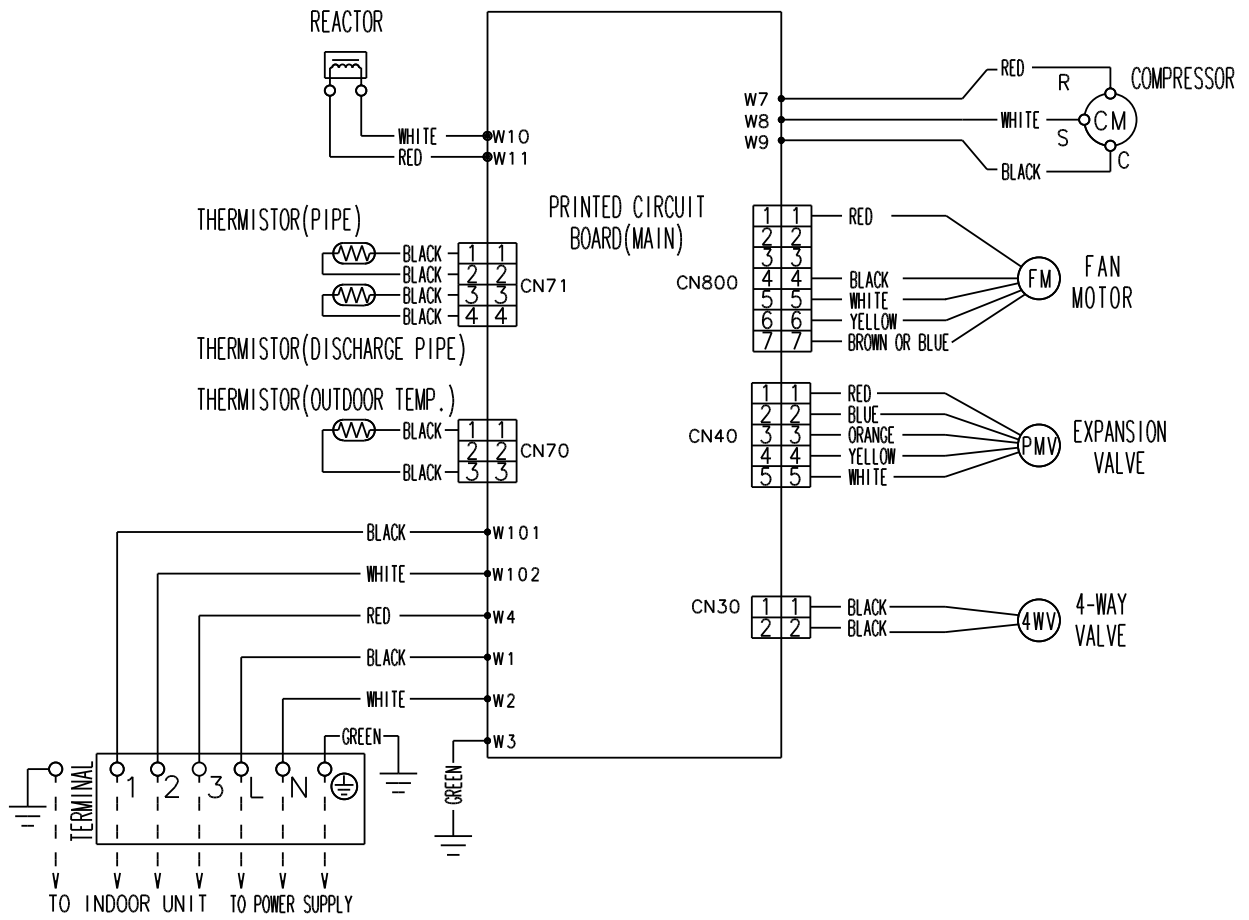 REACTOR
WHITE
W10
RED
W11
THERMISTOR(PIPE)
BLACK 1 1
BLACK 2 2
BLACK 3 3
BLACK 4 4
CN71
THERMISTOR(DISCHARGE PIPE)
THERMISTOR(OUTDOOR TEMP.)
BLACK 1 1
2 2
BLACK 3 3
CN70
BLACK W101
WHITE W102
RED W4
BLACK W1
WHITE W2
GREEN
W3
GREEN
TERMINAL
1 2 3 L N
TO INDOOR UNIT
TO POWER SUPPLY
PRINTED CIRCUIT
BOARD(MAIN)
W7
RED
R
COMPRESSOR
W8
WHITE
S
CM
W9
BLACK
C
CN800
1 1 RED
2 2
3 3
4 4 BLACK
5 5 WHITE
6 6 YELLOW
7 7 BROWN OR BLUE
FM
FAN
MOTOR
CN40
1 1 RED
2 2 BLUE
3 3 ORANGE
4 4 YELLOW
5 5 WHITE
PMV
EXPANSION
VALVE
CN30
1 1 BLACK
2 2 BLACK
4WV
4-WAY
VALVE